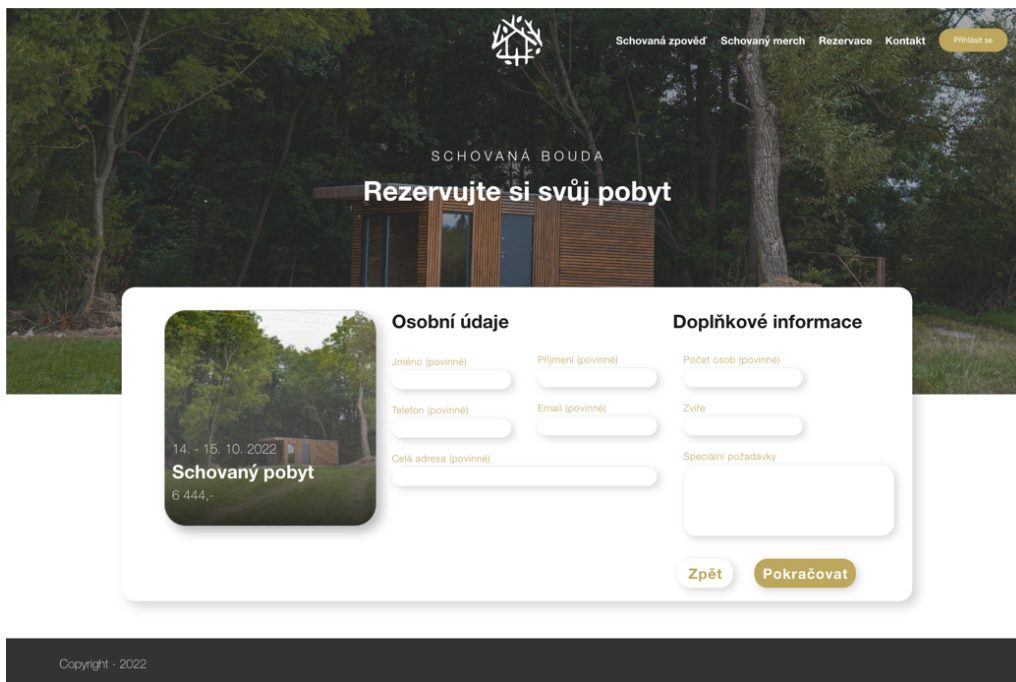 Schovaná zpověď Schovaný merch Rezervace Kontakt Přihlásit se
SCHOVANÁ BOUDA
Rezervujte si svůj pobyt
14. - 15. 10. 2022
Schovaný pobyt
6 444,-
Osobní údaje
Jméno (povinné) Příjmení (povinné)
Telefon (povinné) Email (povinné)
Celá adresa (povinné)
Doplňkové informace
Počet osob (povinné)
Zvíře
Speciální požadavky
Zpět Pokračovat
Copyright - 2022